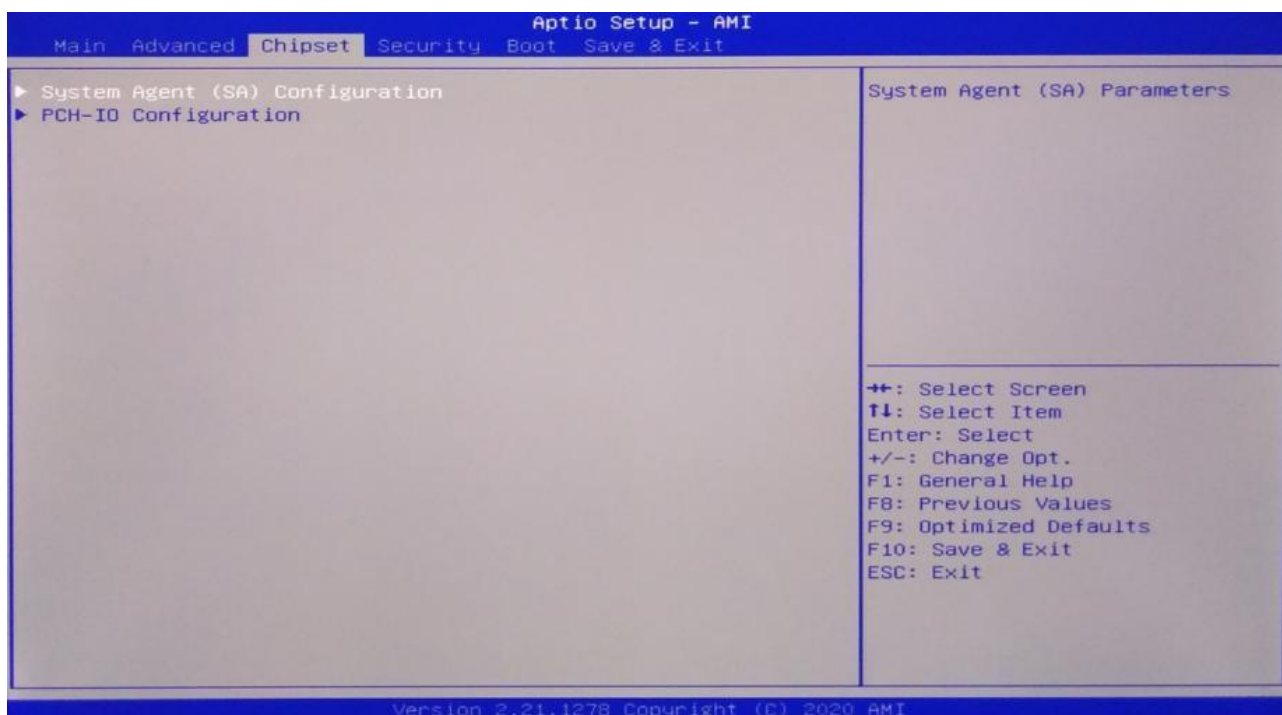 Aptio Setup - AMI
Main Advanced Chipset Security Boot Save & Exit
▶ System Agent (SA) Configuration
▶ PCH-IO Configuration
System Agent (SA) Parameters
→←: Select Screen
↑↓: Select Item
Enter: Select
+/-: Change Opt.
F1: General Help
F8: Previous Values
F9: Optimized Defaults
F10: Save & Exit
ESC: Exit
Version 2.21.1278 Copyright (C) 2020 AMI